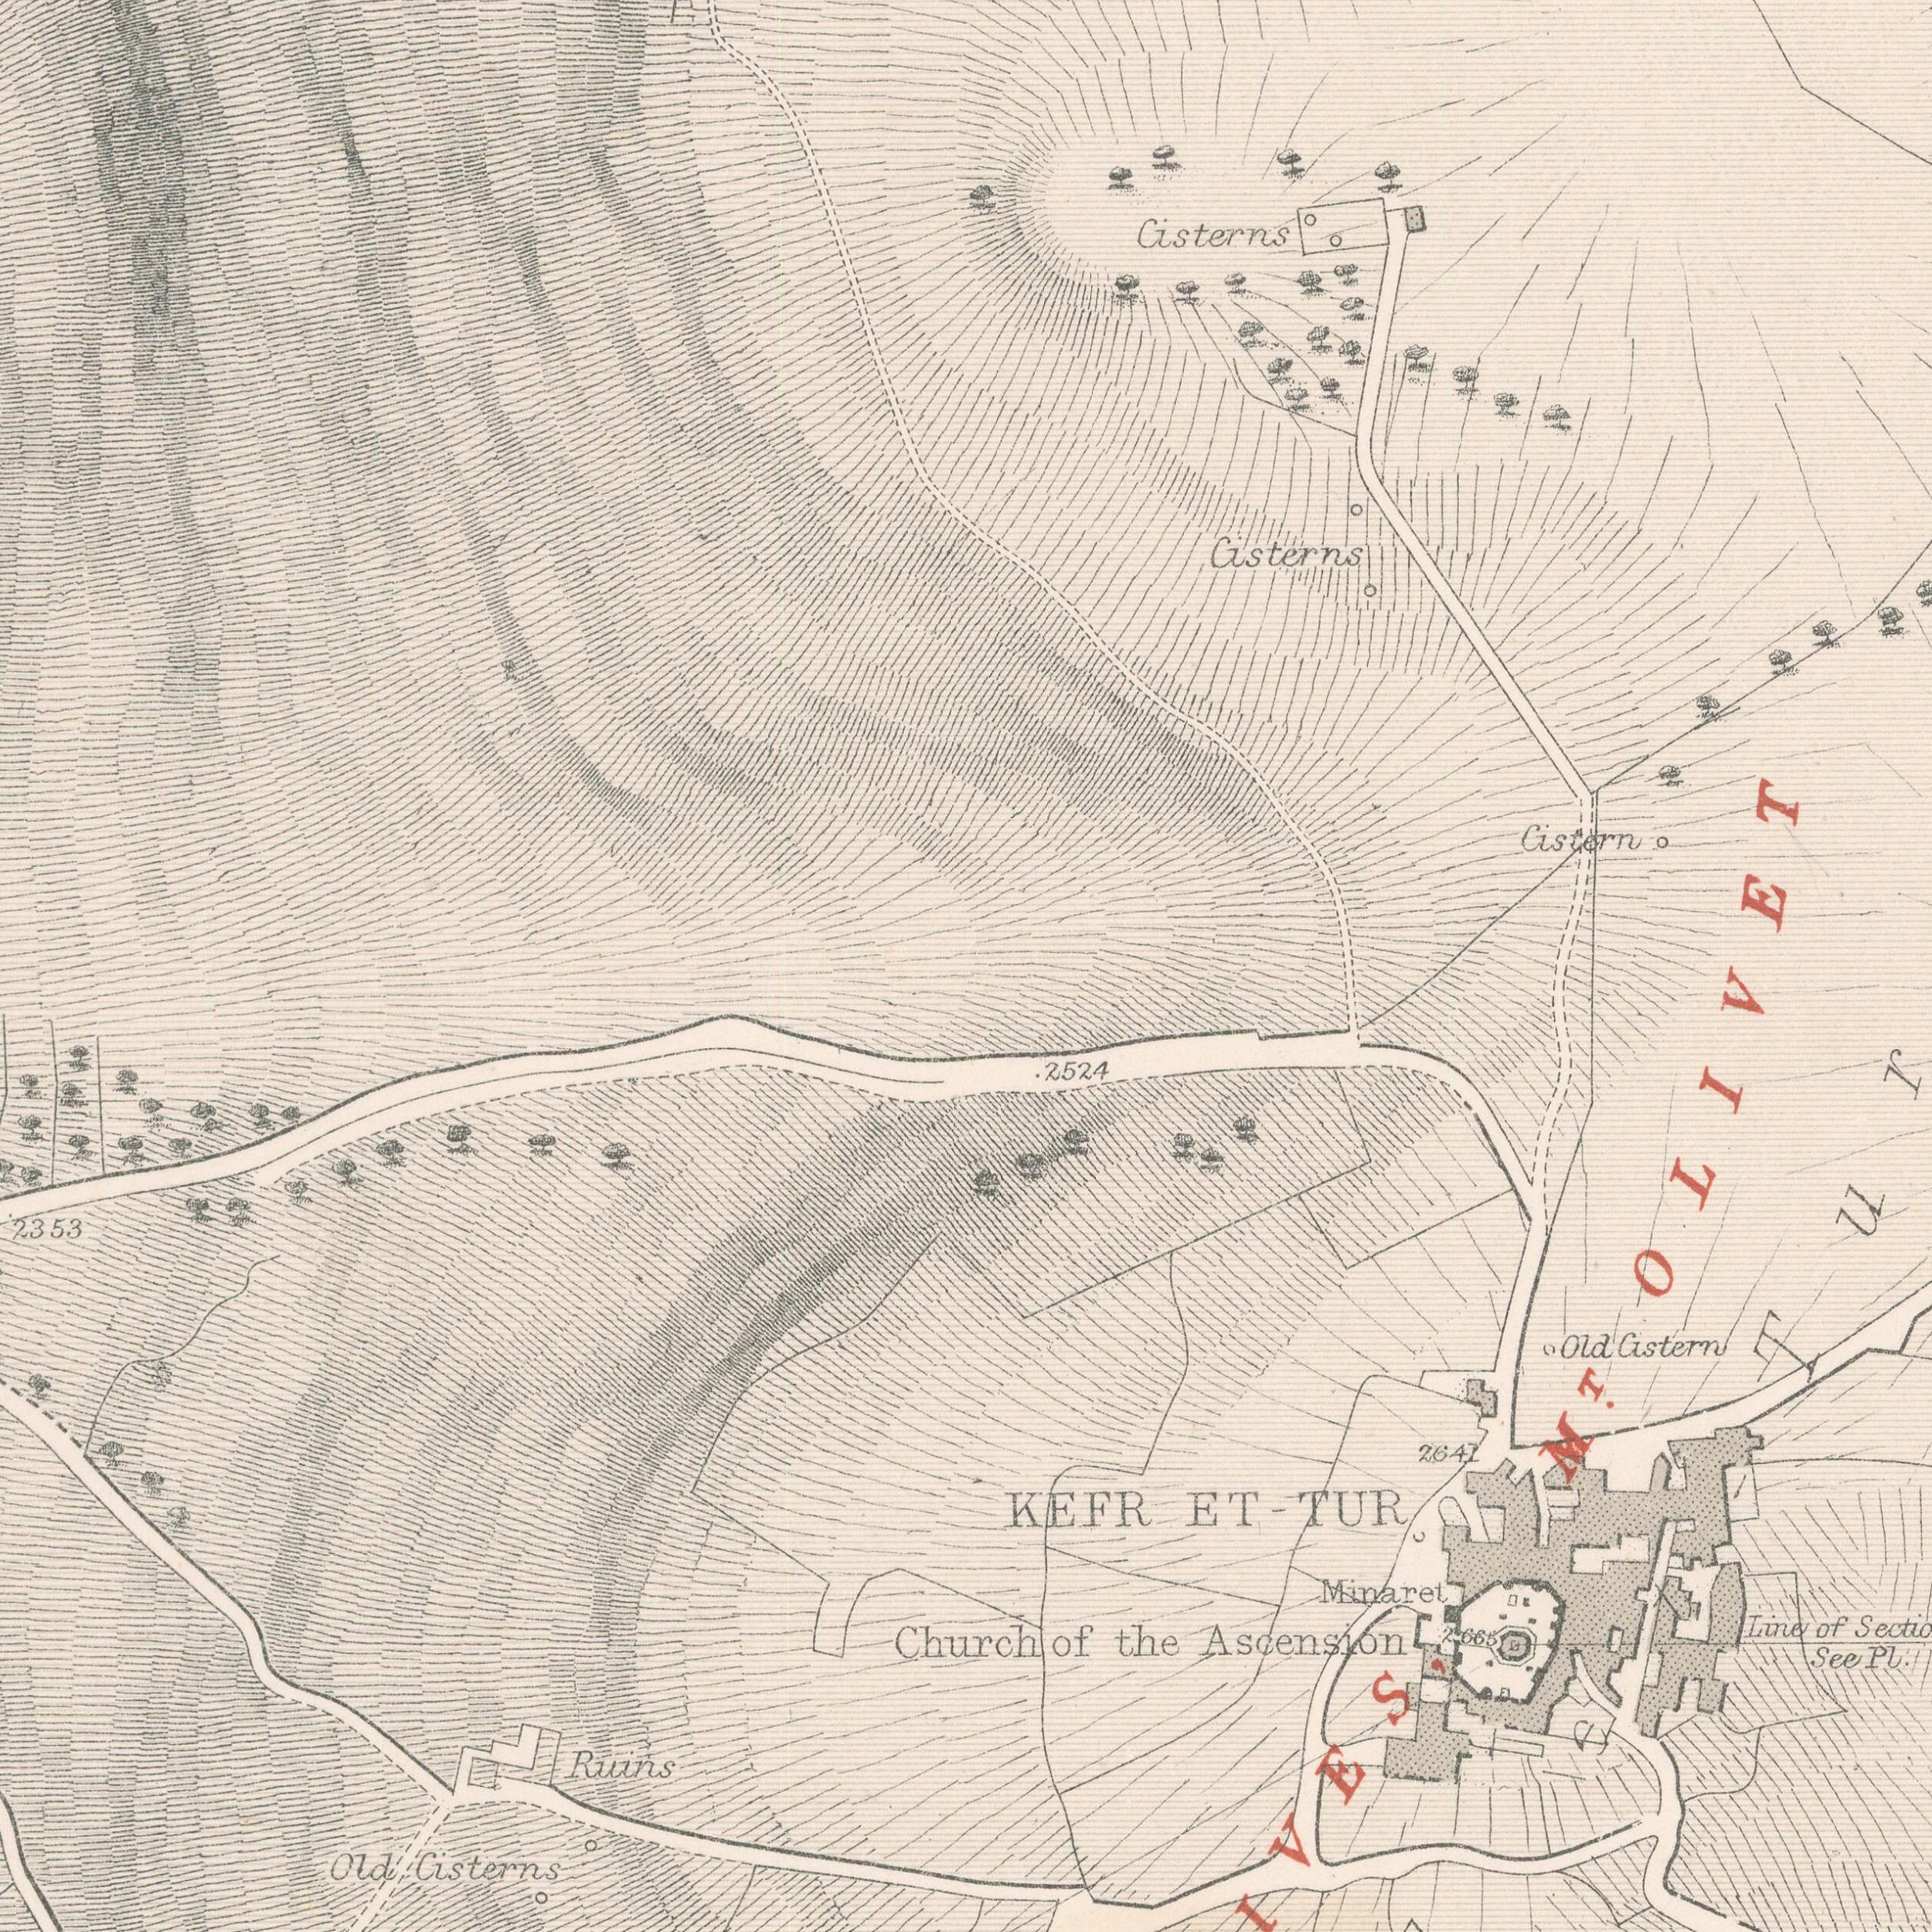 Cisterns
Cisterns
Cistern
.2524
2353
Old Cistern
Mᵀ. OLIVET
2641
KEFR ET-TUR
Minaret
Church of the Ascension
2665
Line of Sectio
See Pl.
Ruins
Old Cisterns
IVES,
T u r